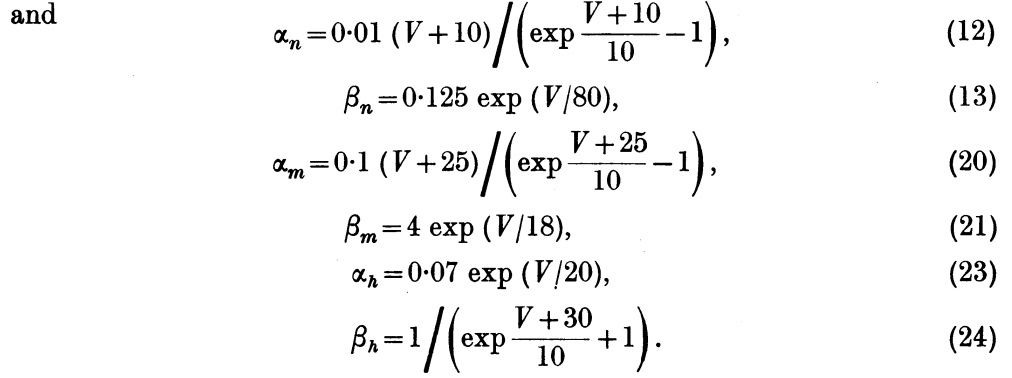 and
αₙ=0·01 (V+10)/(exp (V+10)/10 −1), (12)
βₙ=0·125 exp (V/80), (13)
αₘ=0·1 (V+25)/(exp (V+25)/10 −1), (20)
βₘ=4 exp (V/18), (21)
αₕ=0·07 exp (V/20), (23)
βₕ=1/(exp (V+30)/10 +1). (24)